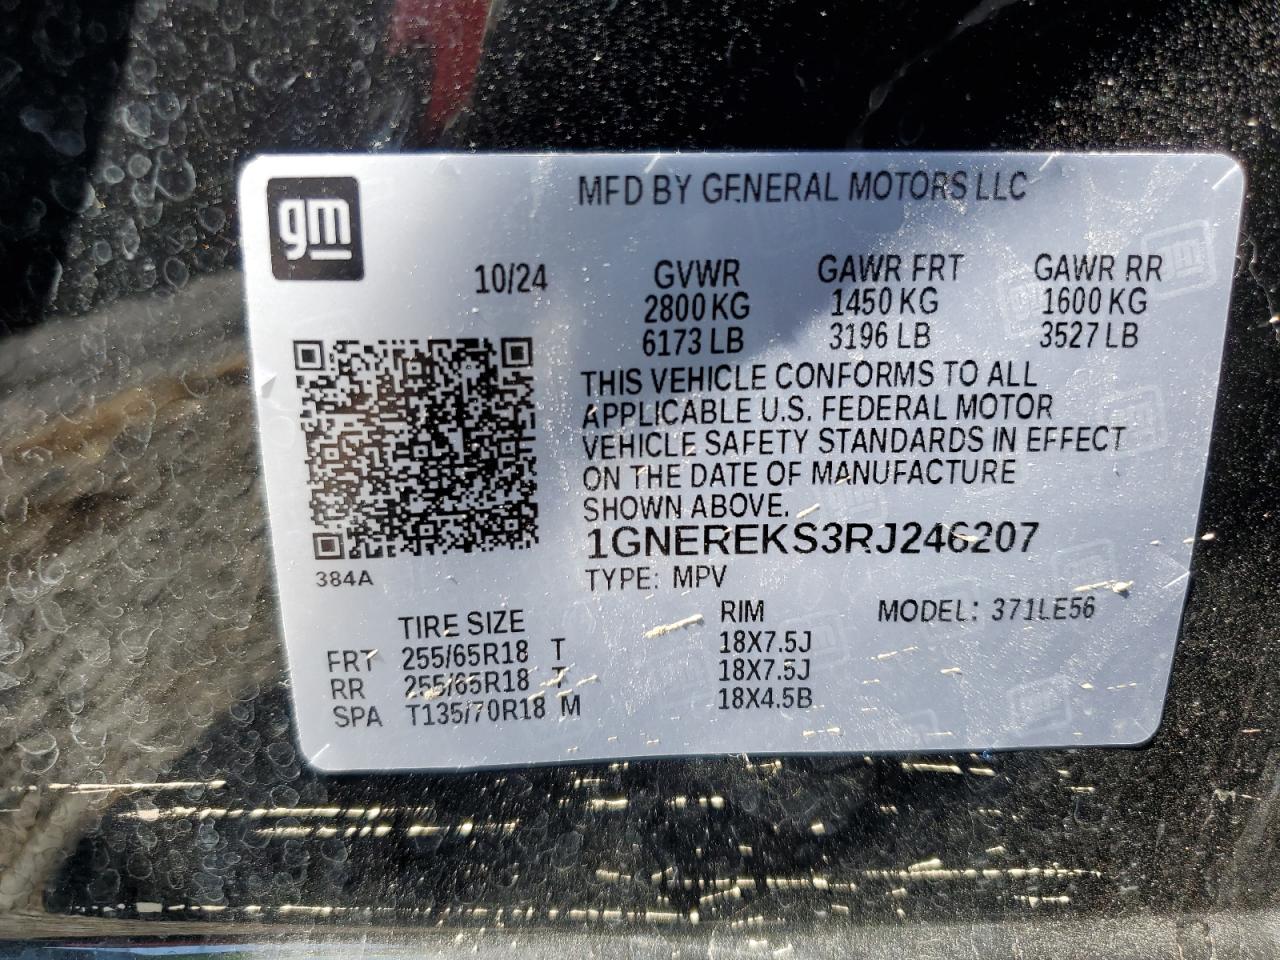 gm
MFD BY GENERAL MOTORS LLC
10/24 GVWR GAWR FRT GAWR RR
2800 KG 1450 KG 1600 KG
6173 LB 3196 LB 3527 LB
THIS VEHICLE CONFORMS TO ALL
APPLICABLE U.S. FEDERAL MOTOR
VEHICLE SAFETY STANDARDS IN EFFECT
ON THE DATE OF MANUFACTURE
SHOWN ABOVE.
1GNEREKS3RJ246207
384A
TYPE: MPV
TIRE SIZE RIM MODEL: 371LE56
FRT 255/65R18 T 18X7.5J
RR 255/65R18 T 18X7.5J
SPA T135/70R18 M 18X4.5B